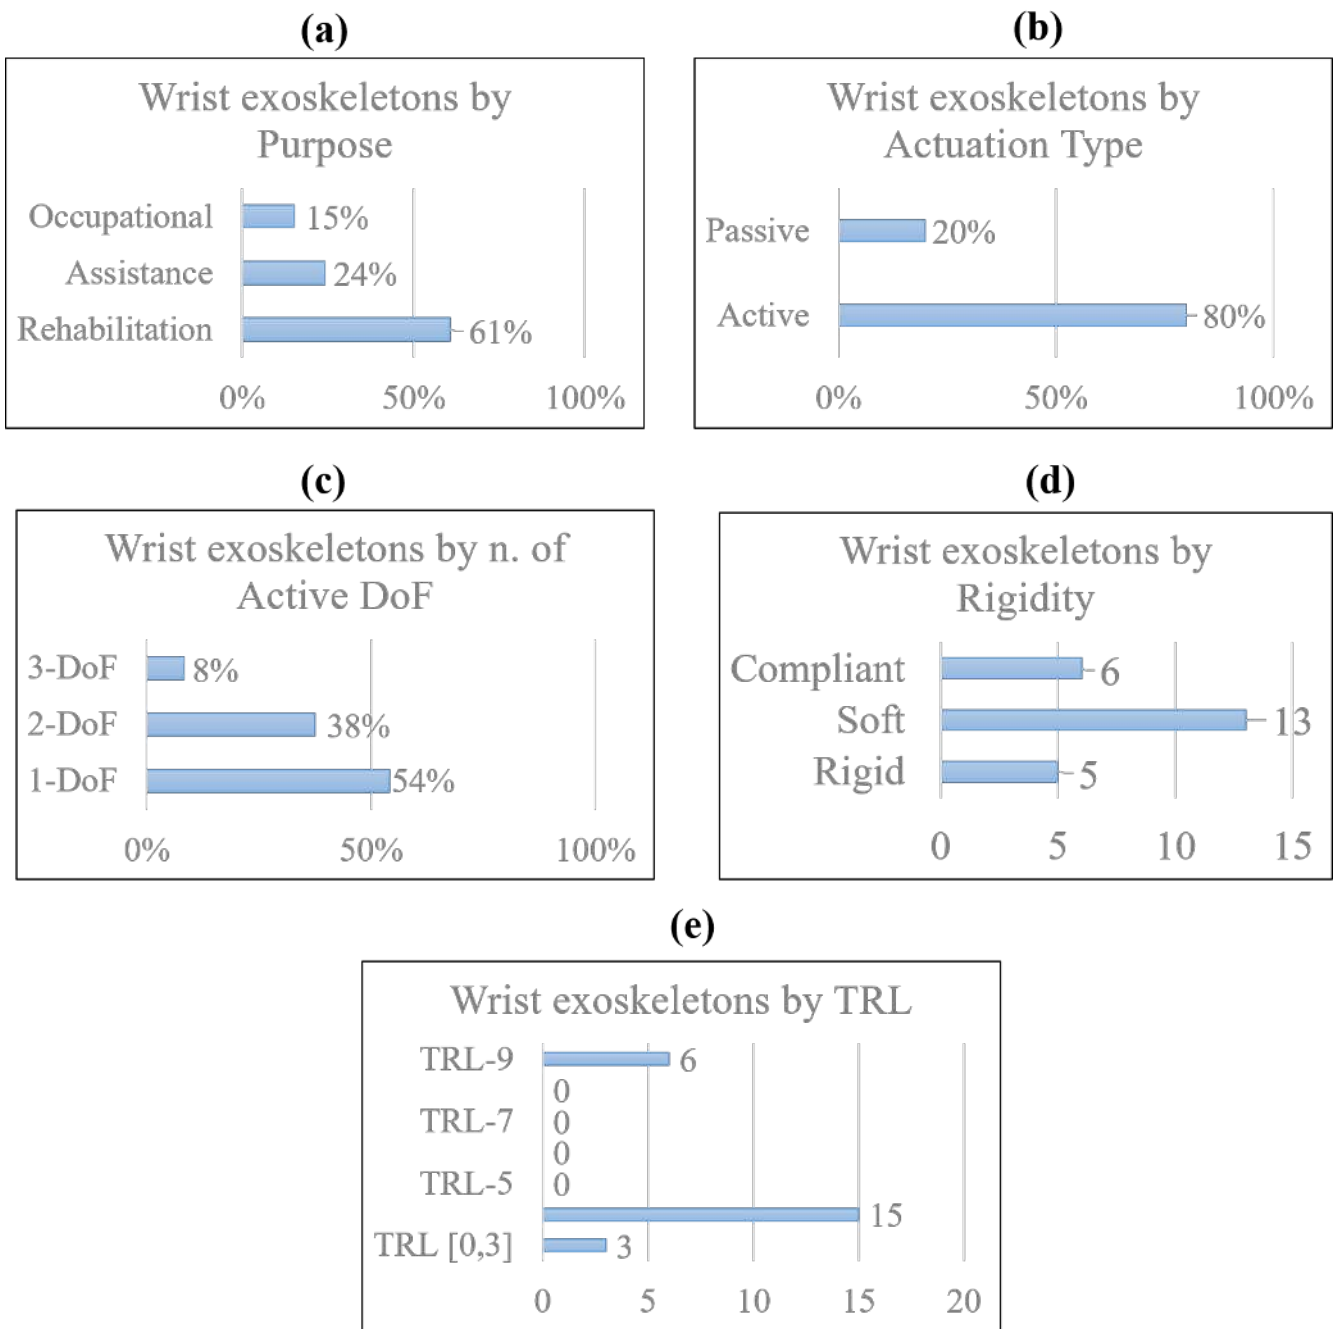 (a)
Wrist exoskeletons by
Purpose
Occupational 15%
Assistance 24%
Rehabilitation 61%
0% 50% 100%
(b)
Wrist exoskeletons by
Actuation Type
Passive 20%
Active 80%
0% 50% 100%
(c)
Wrist exoskeletons by n. of
Active DoF
3-DoF 8%
2-DoF 38%
1-DoF 54%
0% 50% 100%
(d)
Wrist exoskeletons by
Rigidity
Compliant 6
Soft 13
Rigid 5
0 5 10 15
(e)
Wrist exoskeletons by TRL
TRL-9 6
0
TRL-7 0
0
TRL-5 0
15
TRL [0,3] 3
0 5 10 15 20